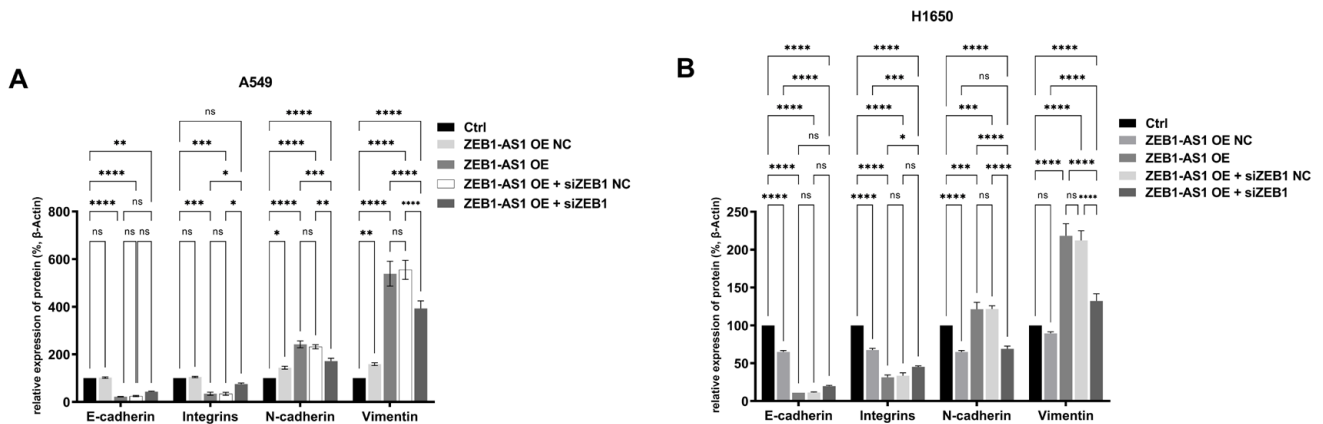 A
A549
ns
****
****
**
***
****
****
**
****
*
***
****
****
ns
*
***
****
****
***
*
****
**
****
****
ns
ns
ns
ns
ns
ns
*
ns
**
ns
Ctrl
ZEB1-AS1 OE NC
ZEB1-AS1 OE
ZEB1-AS1 OE + siZEB1 NC
ZEB1-AS1 OE + siZEB1
relative expression of protein (%, β-Actin)
800
600
400
200
0
E-cadherin
Integrins
N-cadherin
Vimentin
B
H1650
****
****
****
****
****
***
ns
****
****
****
***
****
ns
*
****
ns
****
****
***
****
****
****
ns
ns
****
ns
ns
****
ns
****
ns
ns
****
Ctrl
ZEB1-AS1 OE NC
ZEB1-AS1 OE
ZEB1-AS1 OE + siZEB1 NC
ZEB1-AS1 OE + siZEB1
relative expression of protein (%, β-Actin)
250
200
150
100
50
0
E-cadherin
Integrins
N-cadherin
Vimentin